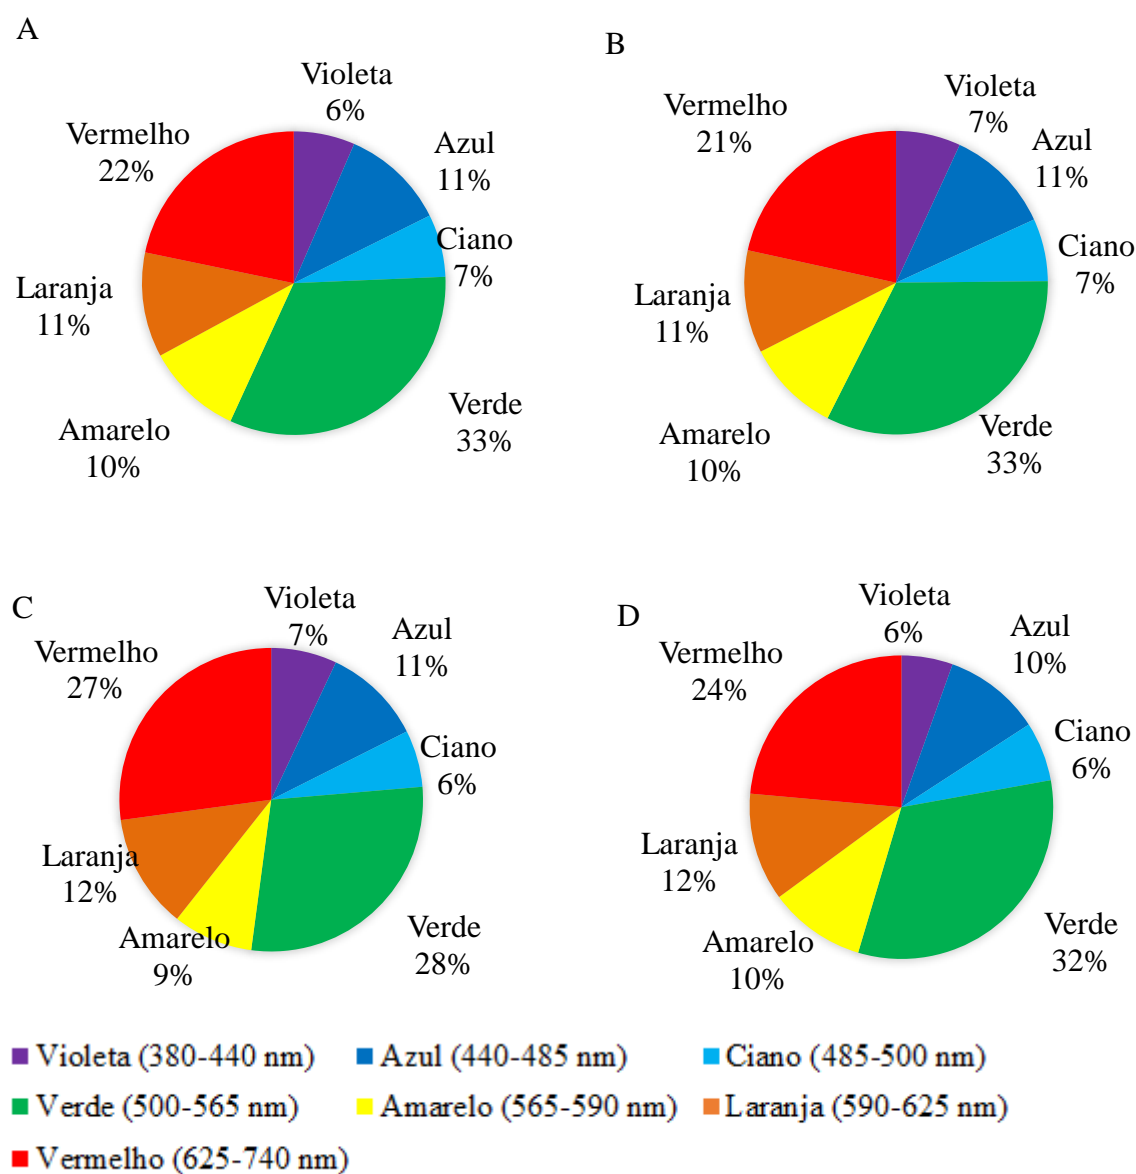 A
Violeta
6%
Azul
11%
Ciano
7%
Verde
33%
Amarelo
10%
Laranja
11%
Vermelho
22%
B
Violeta
7%
Azul
11%
Ciano
7%
Verde
33%
Amarelo
10%
Laranja
11%
Vermelho
21%
C
Violeta
7%
Azul
11%
Ciano
6%
Verde
28%
Amarelo
9%
Laranja
12%
Vermelho
27%
D
Violeta
6%
Azul
10%
Ciano
6%
Verde
32%
Amarelo
10%
Laranja
12%
Vermelho
24%
Violeta (380-440 nm) Azul (440-485 nm) Ciano (485-500 nm)
Verde (500-565 nm) Amarelo (565-590 nm) Laranja (590-625 nm)
Vermelho (625-740 nm)